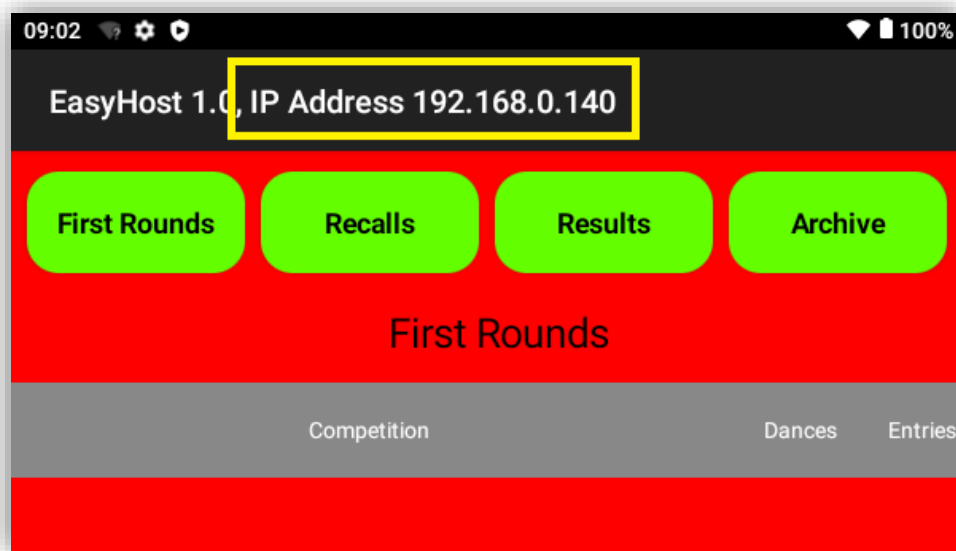 09:02 100%
EasyHost 1.0, IP Address 192.168.0.140
First Rounds Recalls Results Archive
First Rounds
Competition Dances Entries